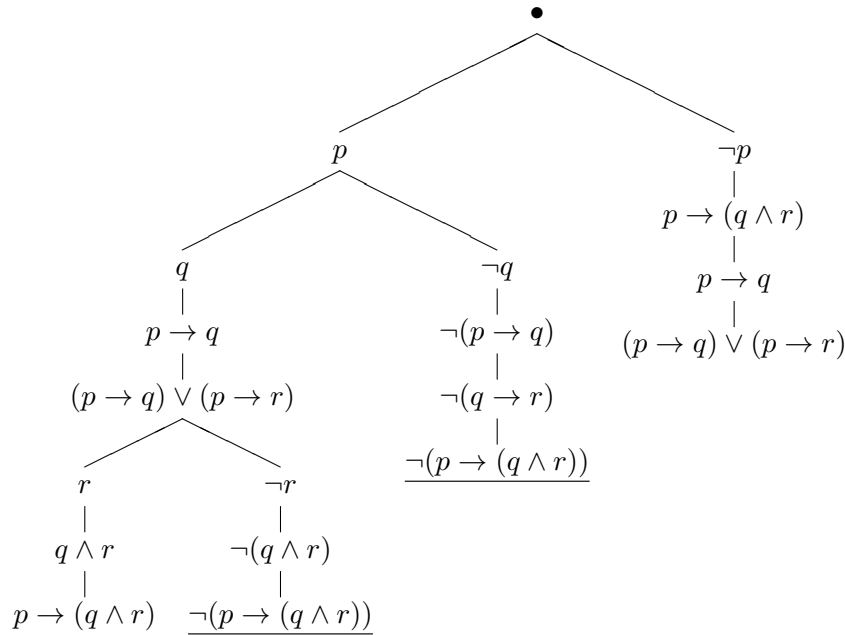 •
p
¬p
p → (q ∧ r)
q
¬q
p → q
p → q
¬(p → q)
(p → q) ∨ (p → r)
(p → q) ∨ (p → r)
¬(q → r)
¬(p → (q ∧ r))
r
¬r
q ∧ r
¬(q ∧ r)
p → (q ∧ r)
¬(p → (q ∧ r))